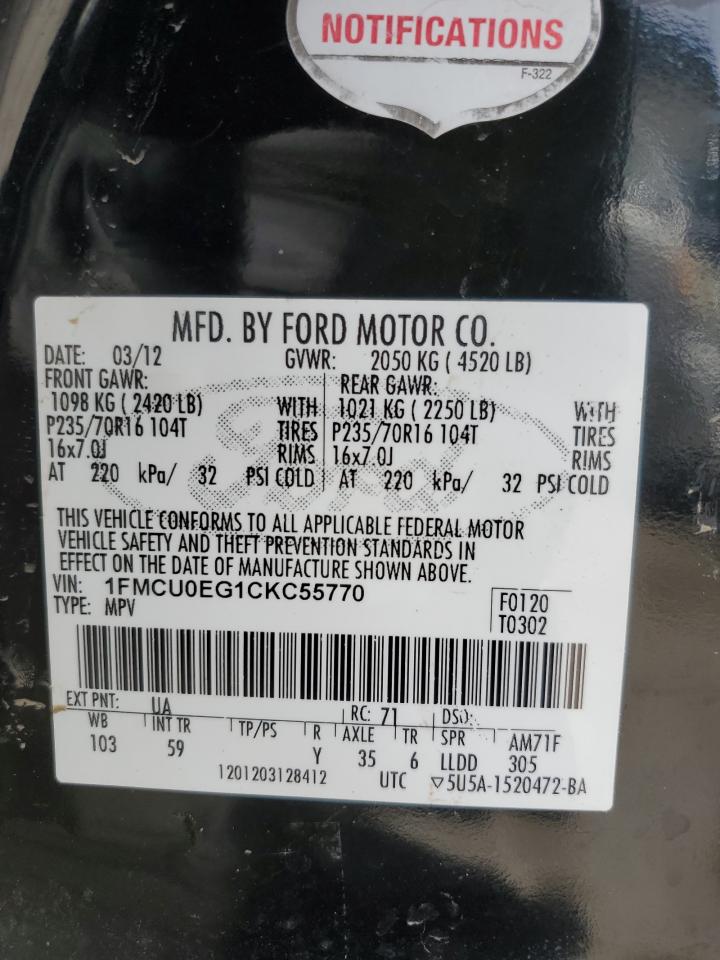 NOTIFICATIONS
F-322
MFD. BY FORD MOTOR CO.
DATE: 03/12 GVWR: 2050 KG ( 4520 LB)
FRONT GAWR: REAR GAWR:
1098 KG ( 2420 LB) WITH 1021 KG ( 2250 LB) WITH
P235/70R16 104T TIRES P235/70R16 104T TIRES
16x7.0J RIMS 16x7.0J RIMS
AT 220 kPa/ 32 PSI COLD AT 220 kPa/ 32 PSI COLD
Ford
THIS VEHICLE CONFORMS TO ALL APPLICABLE FEDERAL MOTOR
VEHICLE SAFETY AND THEFT PREVENTION STANDARDS IN
EFFECT ON THE DATE OF MANUFACTURE SHOWN ABOVE.
VIN: 1FMCU0EG1CKC55770
TYPE: MPV
F0120
T0302
EXT PNT: UA RC: 71 DSO:
WB INT TR TP/PS R AXLE TR SPR AM71F
103 59 Y 35 6 LLDD 305
1201203128412 UTC ▽5U5A-1520472-BA